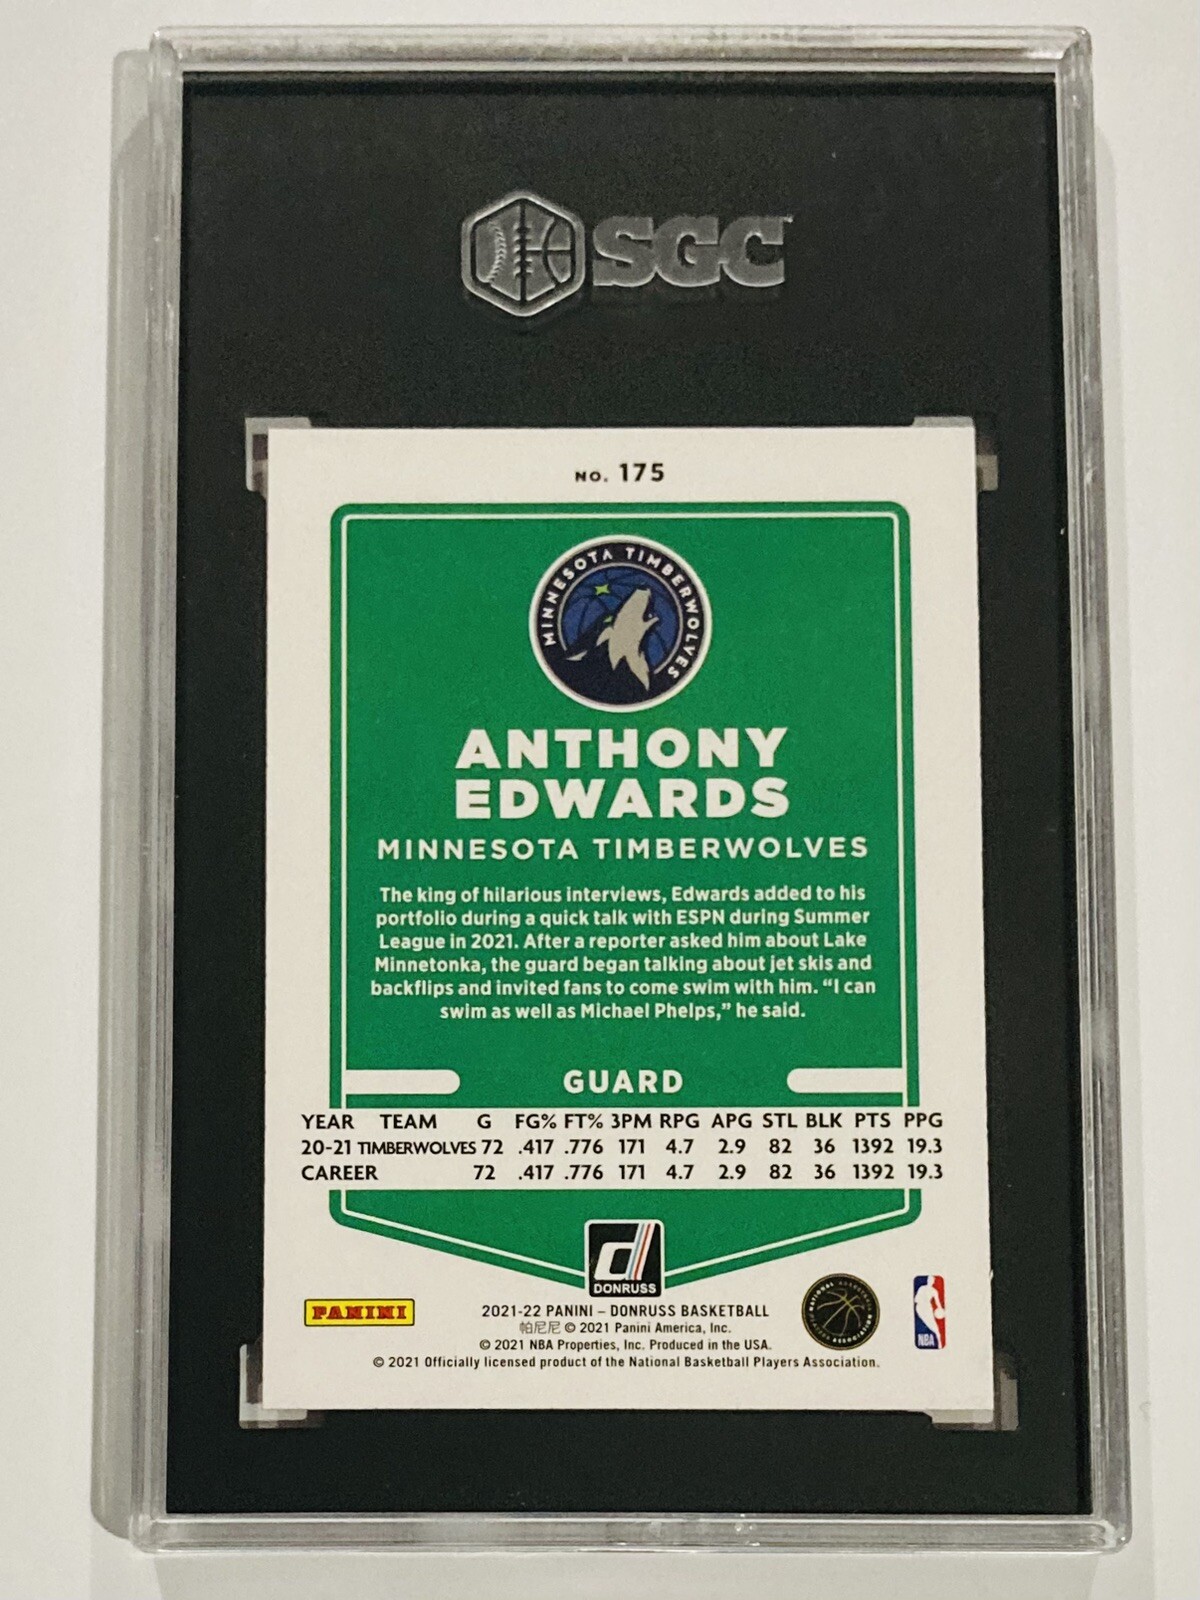 SGC
NO. 175
MINNESOTA TIMBERWOLVES
ANTHONY
EDWARDS
MINNESOTA TIMBERWOLVES
The king of hilarious interviews, Edwards added to his
portfolio during a quick talk with ESPN during Summer
League in 2021. After a reporter asked him about Lake
Minnetonka, the guard began talking about jet skis and
backflips and invited fans to come swim with him. “I can
swim as well as Michael Phelps,” he said.
GUARD
YEAR TEAM G FG% FT% 3PM RPG APG STL BLK PTS PPG
20-21 TIMBERWOLVES 72 .417 .776 171 4.7 2.9 82 36 1392 19.3
CAREER 72 .417 .776 171 4.7 2.9 82 36 1392 19.3
d
DONRUSS
PANINI
2021-22 PANINI – DONRUSS BASKETBALL
帕尼尼 © 2021 Panini America, Inc.
© 2021 NBA Properties, Inc. Produced in the USA.
© 2021 Officially licensed product of the National Basketball Players Association.
NATIONAL BASKETBALL PLAYERS ASSOCIATION
NBA